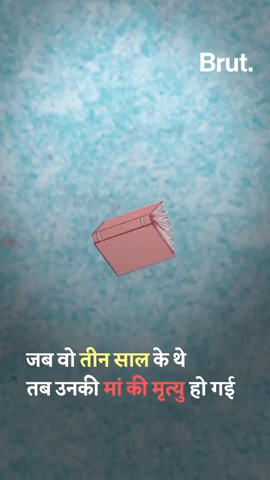 Brut.
जब वो तीन साल के थे
तब उनकी मां की मृत्यु हो गई